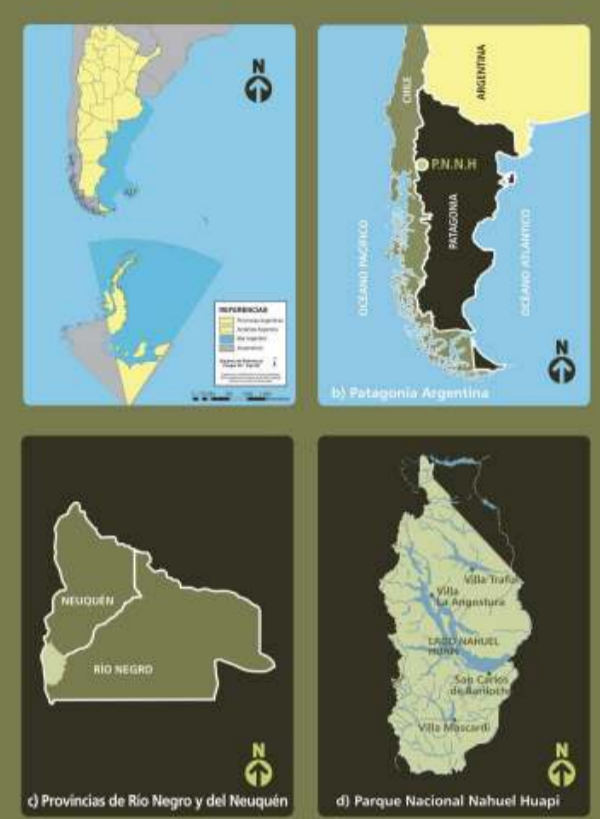 N
REFERENCIAS
N
CHILE
ARGENTINA
P.N.N.H
PATAGONIA
OCÉANO PACÍFICO
OCÉANO ATLÁNTICO
N
b) Patagonia Argentina
NEUQUÉN
RÍO NEGRO
N
c) Provincias de Río Negro y del Neuquén
Villa Traful
Villa
La Angostura
LAGO NAHUEL
HUAPI
San Carlos
de Bariloche
Villa Mascardi
N
d) Parque Nacional Nahuel Huapi